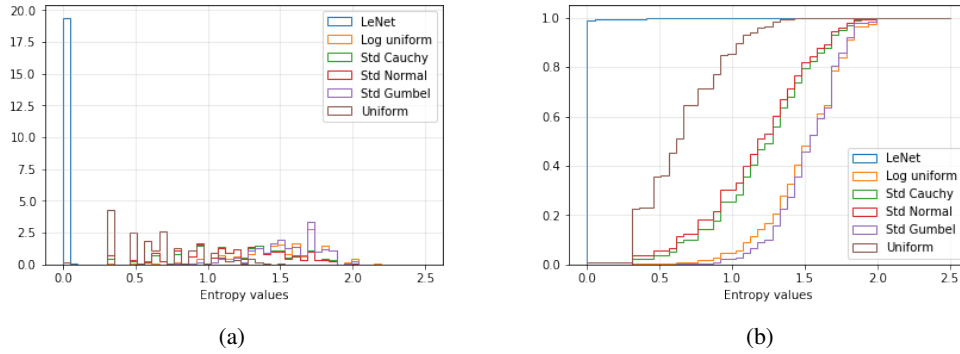 20.0
17.5
15.0
12.5
10.0
7.5
5.0
2.5
0.0
0.0 0.5 1.0 1.5 2.0 2.5
Entropy values
LeNet
Log uniform
Std Cauchy
Std Normal
Std Gumbel
Uniform
(a)
1.0
0.8
0.6
0.4
0.2
0.0
0.0 0.5 1.0 1.5 2.0 2.5
Entropy values
LeNet
Log uniform
Std Cauchy
Std Normal
Std Gumbel
Uniform
(b)